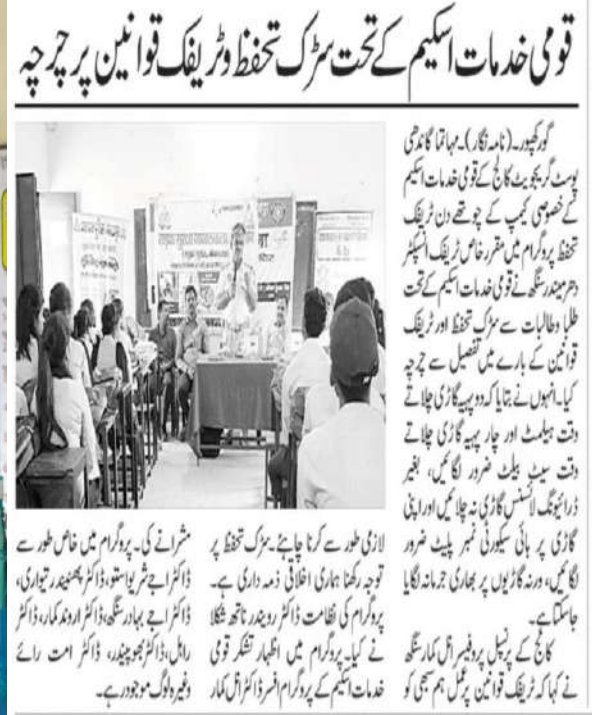 قومی خدمات اسکیم کے تحت سڑک تحفظ و ٹریفک قوانین پر چرچہ
گورکھپور۔(نامہ نگار)۔مہاتما گاندھی
پوسٹ گریجویٹ کالج کے قومی خدمات اسکیم
کے خصوصی کیمپ کے چوتھے دن ٹریفک
تحفظ پروگرام میں مقرر خاص ٹریفک انسپکٹر
دھرمیندر سنگھ نے قومی خدمات اسکیم کے تحت
طلبا و طالبات سے سڑک تحفظ اور ٹریفک
قوانین کے بارے میں تفصیل سے چرچہ
کیا۔انہوں نے بتایا کہ دو پہیہ گاڑی چلاتے
وقت ہیلمٹ اور چار پہیہ گاڑی چلاتے
وقت سیٹ بیلٹ ضرور لگائیں، بغیر
ڈرائیونگ لائسنس گاڑی نہ چلائیں اور اپنی
گاڑی پر ہائی سیکورٹی نمبر پلیٹ ضرور
لگائیں، ورنہ گاڑیوں پر بھاری جرمانہ لگایا
جاسکتا ہے۔
کالج کے پرنسپل پروفیسر انل کمار سنگھ
نے کہا کہ ٹریفک قوانین پر عمل ہم سبھی کو
لازمی طور سے کرنا چاہئے۔سڑک تحفظ پر
توجہ رکھنا ہماری اخلاقی ذمہ داری ہے۔
پروگرام کی نظامت ڈاکٹر رویندر ناتھ شکلا
نے کیا۔پروگرام میں اظہار تشکر قومی
خدمات اسکیم کے پروگرام افسر ڈاکٹر انل کمار
مشرا نے کی۔پروگرام میں خاص طور سے
ڈاکٹر اجے شریواستو، ڈاکٹر پھنیندر تیواری،
ڈاکٹر اجے بہادر سنگھ، ڈاکٹر اروند کمار، ڈاکٹر
راہل، ڈاکٹر بھوپیندر، ڈاکٹر امت رائے
وغیرہ لوگ موجود رہے۔